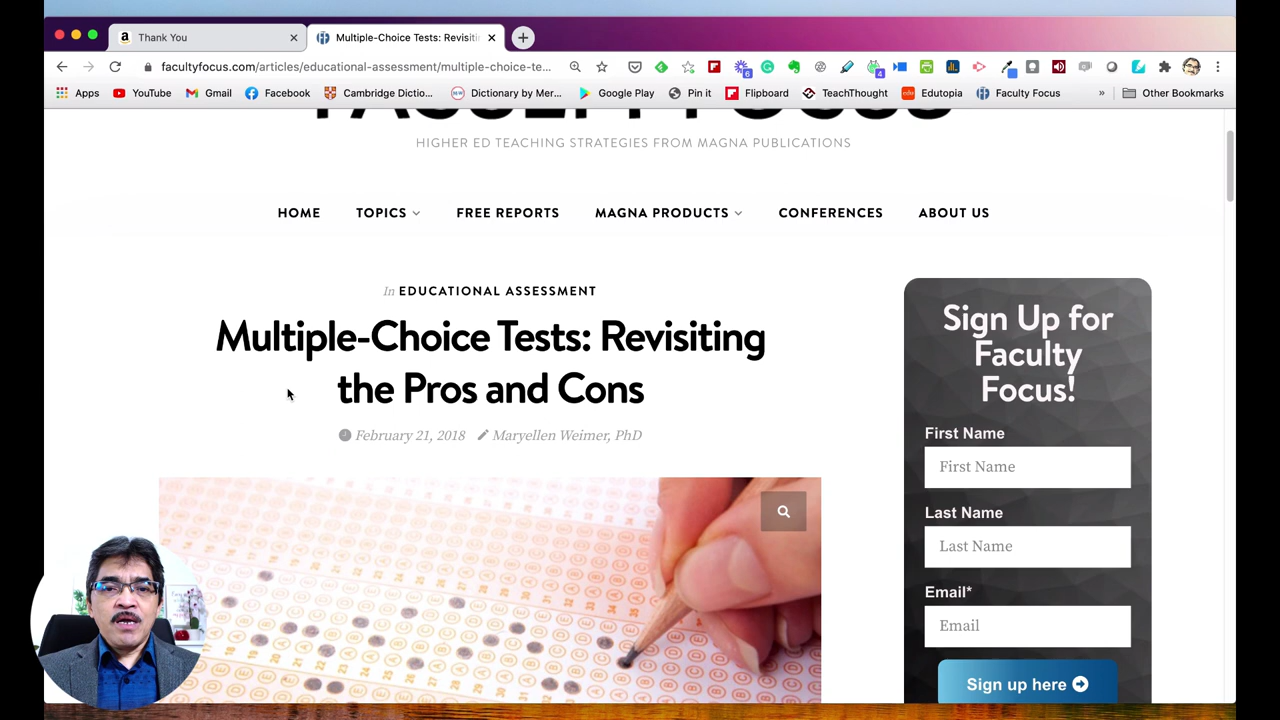 Thank You
Multiple-Choice Tests: Revisiti
facultyfocus.com/articles/educational-assessment/multiple-choice-te...
6
4
Apps YouTube Gmail Facebook Cambridge Dictio... Dictionary by Mer... Google Play Pin it Flipboard TeachThought Edutopia Faculty Focus » Other Bookmarks
FACULTY FOCUS
HIGHER ED TEACHING STRATEGIES FROM MAGNA PUBLICATIONS
HOME TOPICS FREE REPORTS MAGNA PRODUCTS CONFERENCES ABOUT US
In EDUCATIONAL ASSESSMENT
Multiple-Choice Tests: Revisiting
the Pros and Cons
February 21, 2018 Maryellen Weimer, PhD
Sign Up for
Faculty
Focus!
First Name
First Name
Last Name
Last Name
Email*
Email
Sign up here